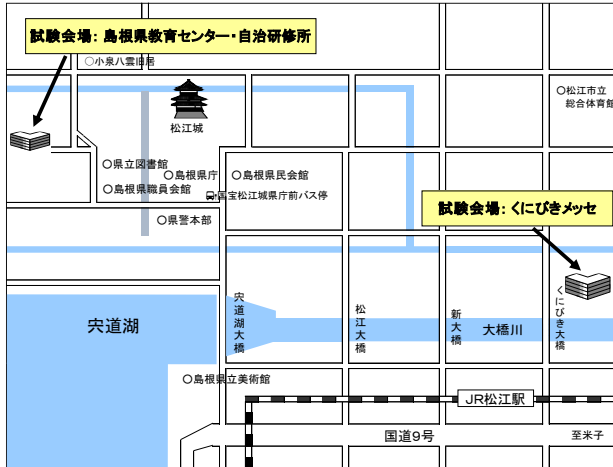 試験会場: 島根県教育センター・自治研修所
○小泉八雲旧居
松江城
○松江市立
総合体育館
○県立図書館
○島根県庁
○島根県民会館
○島根県職員会館
国宝松江城県庁前バス停
○県警本部
試験会場: くにびきメッセ
宍道湖
宍道湖大橋
松江大橋
新大橋
大橋川
くにびき大橋
○島根県立美術館
JR松江駅
国道9号
至米子